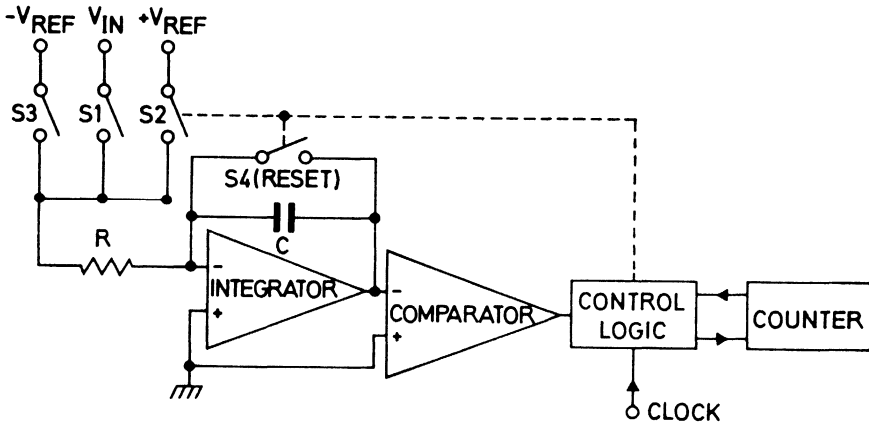 -VREF
VIN
+VREF
S3
S1
S2
S4(RESET)
R
C
-
INTEGRATOR
+
-
COMPARATOR
+
CONTROL
LOGIC
COUNTER
CLOCK